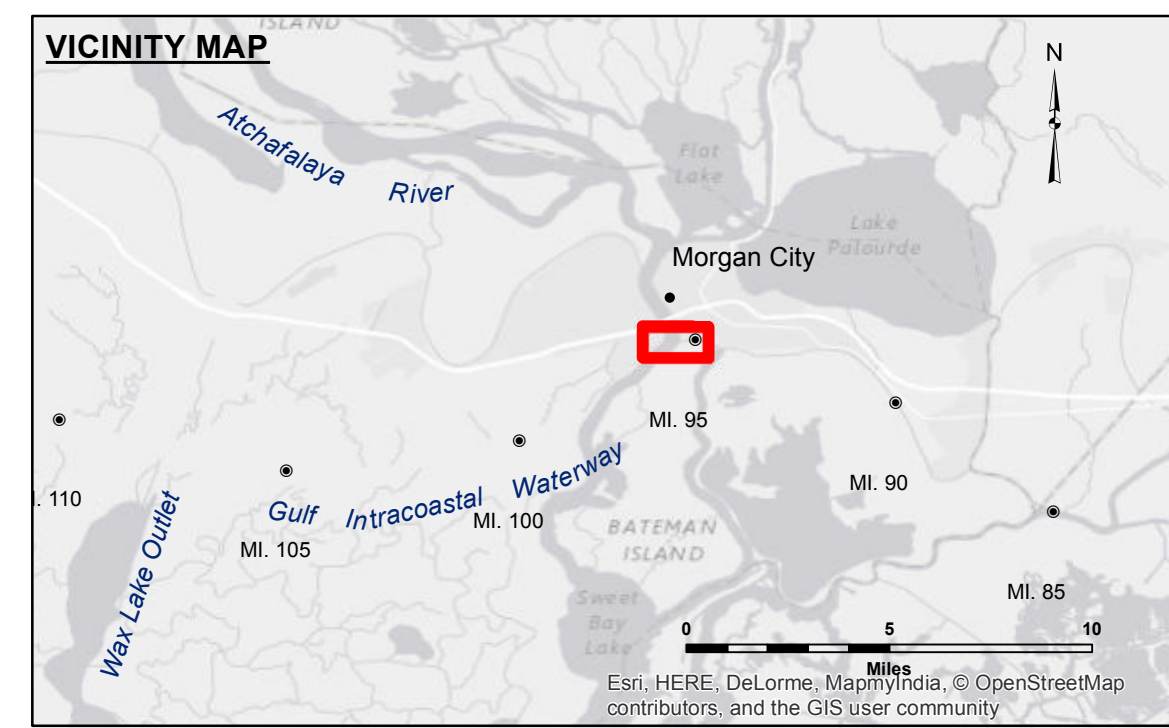 ISLAND
VICINITY MAP
N
Atchafalaya River
Flat
Lake
Lake
Palourde
Morgan City
MI. 95
MI. 90
. 110
Gulf Intracoastal Waterway
MI. 100
MI. 105
BATEMAN
ISLAND
Wax Lake Outlet
MI. 85
Sweet
Bay
Lake
0 5 10
Miles
Esri, HERE, DeLorme, MapmyIndia, © OpenStreetMap
contributors, and the GIS user community